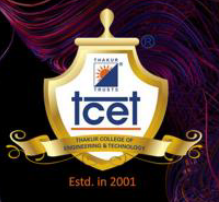 THAKUR
TRUSTS
®
tcet
THAKUR COLLEGE OF
ENGINEERING & TECHNOLOGY
Estd. in 2001